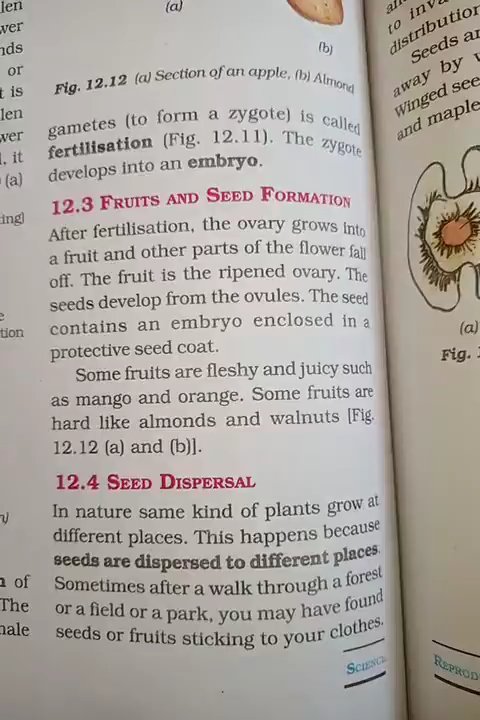 (a)
(b)
Fig. 12.12 (a) Section of an apple, (b) Almond
gametes (to form a zygote) is called
fertilisation (Fig. 12.11). The zygote
develops into an embryo.
12.3 FRUITS AND SEED FORMATION
After fertilisation, the ovary grows into
a fruit and other parts of the flower fall
off. The fruit is the ripened ovary. The
seeds develop from the ovules. The seed
contains an embryo enclosed in a
protective seed coat.
Some fruits are fleshy and juicy such
as mango and orange. Some fruits are
hard like almonds and walnuts [Fig.
12.12 (a) and (b)].
12.4 SEED DISPERSAL
In nature same kind of plants grow at
different places. This happens because
seeds are dispersed to different places.
Sometimes after a walk through a forest
or a field or a park, you may have found
seeds or fruits sticking to your clothes.
SCIENCE
or
is
it
(a)
of
The
to
distribution
Seeds
away by
Winged
and maple
(a)
Fig.